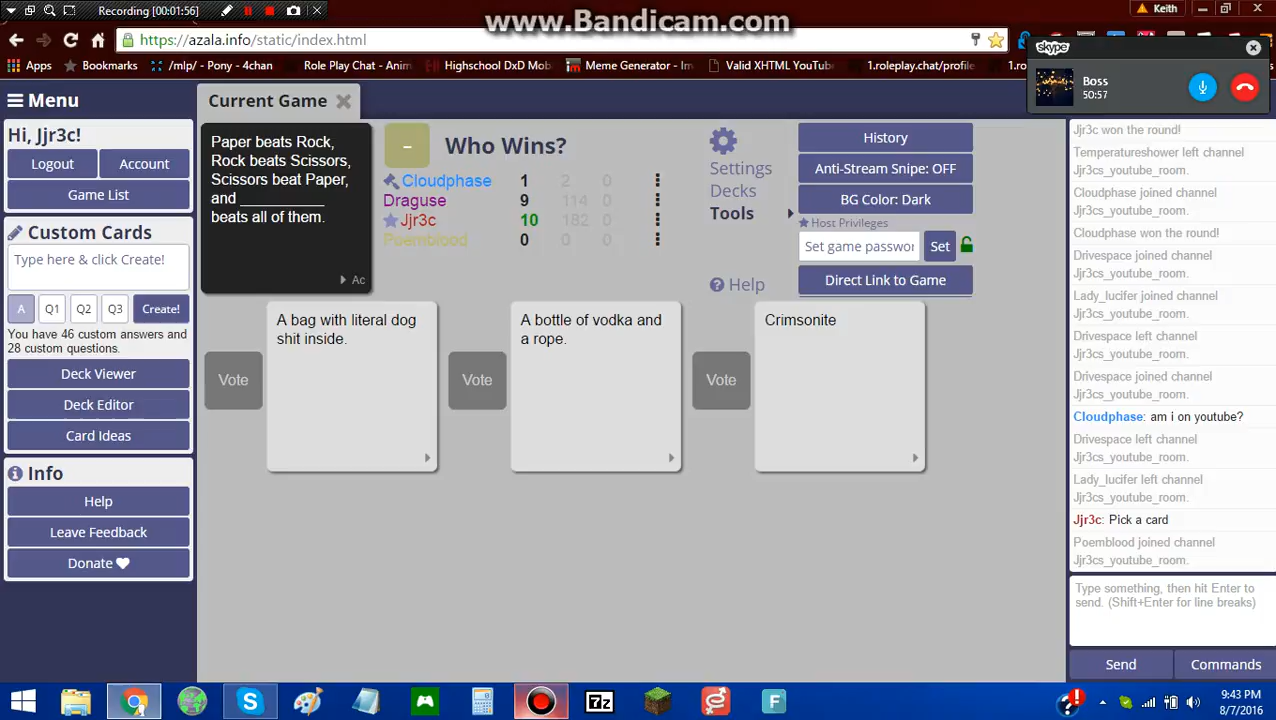 Recording [00:01:56]
www.Bandicam.com
Keith
https://azala.info/static/index.html
Apps
Bookmarks
/mlp/ - Pony - 4chan
Role Play Chat - Anim
Highschool DxD Mob
Meme Generator - Im
Valid XHTML YouTube
1.roleplay.chat/profile
1.ro
skype
Boss
50:57
Menu
Hi, Jjr3c!
Logout
Account
Game List
Custom Cards
Type here & click Create!
A
Q1
Q2
Q3
Create!
You have 46 custom answers and
28 custom questions.
Deck Viewer
Deck Editor
Card Ideas
Info
Help
Leave Feedback
Donate
Current Game
Paper beats Rock,
Rock beats Scissors,
Scissors beat Paper,
and __________
beats all of them.
Ac
Who Wins?
Cloudphase 1 2 0
Draguse 9 114 0
Jjr3c 10 182 0
Poemblood 0 0 0
Settings
Decks
Tools
Help
History
Anti-Stream Snipe: OFF
BG Color: Dark
Host Privileges
Set game passwor
Set
Direct Link to Game
Vote
A bag with literal dog
shit inside.
Vote
A bottle of vodka and
a rope.
Vote
Crimsonite
Jjr3c won the round!
Temperatureshower left channel
Jjr3cs_youtube_room.
Cloudphase joined channel
Jjr3cs_youtube_room.
Cloudphase won the round!
Drivespace joined channel
Jjr3cs_youtube_room.
Lady_lucifer joined channel
Jjr3cs_youtube_room.
Drivespace left channel
Jjr3cs_youtube_room.
Drivespace joined channel
Jjr3cs_youtube_room.
Cloudphase: am i on youtube?
Drivespace left channel
Jjr3cs_youtube_room.
Lady_lucifer left channel
Jjr3cs_youtube_room.
Jjr3c: Pick a card
Poemblood joined channel
Jjr3cs_youtube_room.
Type something, then hit Enter to
send. (Shift+Enter for line breaks)
Send
Commands
7z
F
9:43 PM
8/7/2016